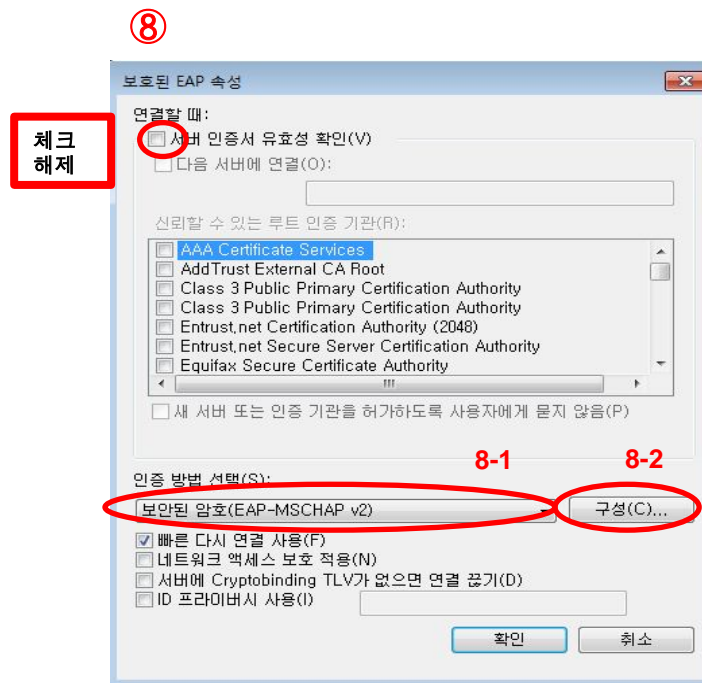 ⑧
보호된 EAP 속성
연결할 때:
체크
해제
서버 인증서 유효성 확인(V)
다음 서버에 연결(O):
신뢰할 수 있는 루트 인증 기관(R):
AAA Certificate Services
AddTrust External CA Root
Class 3 Public Primary Certification Authority
Class 3 Public Primary Certification Authority
Entrust.net Certification Authority (2048)
Entrust.net Secure Server Certification Authority
Equifax Secure Certificate Authority
새 서버 또는 인증 기관을 허가하도록 사용자에게 묻지 않음(P)
8-1
8-2
인증 방법 선택(S):
보안된 암호(EAP-MSCHAP v2)
구성(C)...
빠른 다시 연결 사용(F)
네트워크 액세스 보호 적용(N)
서버에 Cryptobinding TLV가 없으면 연결 끊기(D)
ID 프라이버시 사용(I)
확인
취소